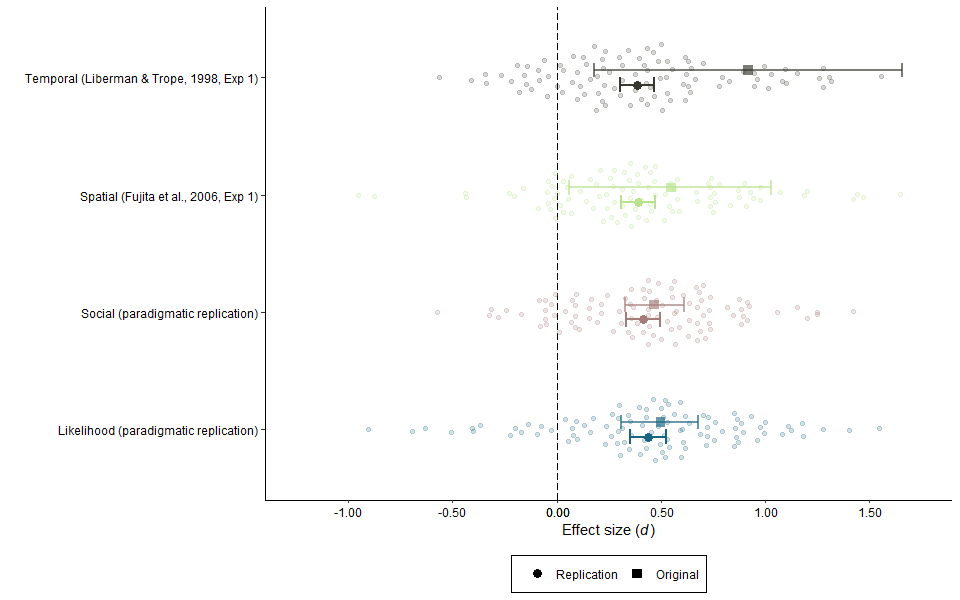 Temporal (Liberman & Trope, 1998, Exp 1)
Spatial (Fujita et al., 2006, Exp 1)
Social (paradigmatic replication)
Likelihood (paradigmatic replication)
-1.00 -0.50 0.00 0.50 1.00 1.50
Effect size (d)
Replication Original